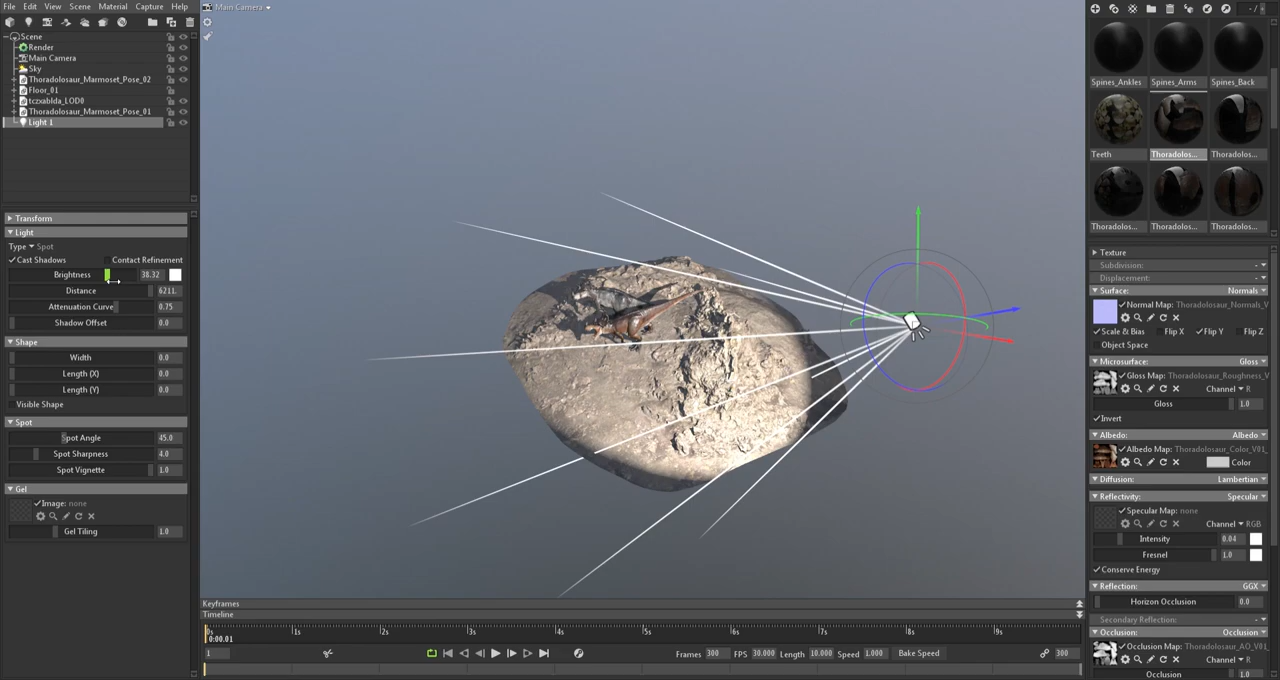 File Edit View Scene Material Capture Help
Main Camera
Scene
Render
Main Camera
Sky
Thoradolosaur_Marmoset_Pose_02
Floor_01
tczxablda_LOD0
Thoradolosaur_Marmoset_Pose_01
Light 1
Transform
Light
Type Spot
Cast Shadows Contact Refinement
Brightness 38.32
Distance 6211.
Attenuation Curve 0.75
Shadow Offset 0.0
Shape
Width 0.0
Length (X) 0.0
Length (Y) 0.0
Visible Shape
Spot
Spot Angle 45.0
Spot Sharpness 4.0
Spot Vignette 1.0
Gel
Image: none
Gel Tiling 1.0
Keyframes
Timeline
0s 1s 2s 3s 4s 5s 6s 7s 8s 9s
0:00.01
1 Frames 300 FPS 30.000 Length 10.000 Speed 1.000 Bake Speed 300
- /
Spines_Ankles Spines_Arms Spines_Back
Teeth Thoradolos... Thoradolos...
Thoradolos... Thoradolos... Thoradolos...
Texture
Subdivision: -
Displacement: -
Surface: Normals
Normal Map: Thoradolosaur_Normals_V
Scale & Bias Flip X Flip Y Flip Z
Object Space
Microsurface: Gloss
Gloss Map: Thoradolosaur_Roughness_V
Channel R
Gloss 1.0
Invert
Albedo: Albedo
Albedo Map: Thoradolosaur_Color_V01_
Color
Diffusion: Lambertian
Reflectivity: Specular
Specular Map: none
Channel RGB
Intensity 0.04
Fresnel 1.0
Conserve Energy
Reflection: GGX
Horizon Occlusion 0.0
Secondary Reflection: -
Occlusion: Occlusion
Occlusion Map: Thoradolosaur_AO_V01_
Channel R
Occlusion 1.0